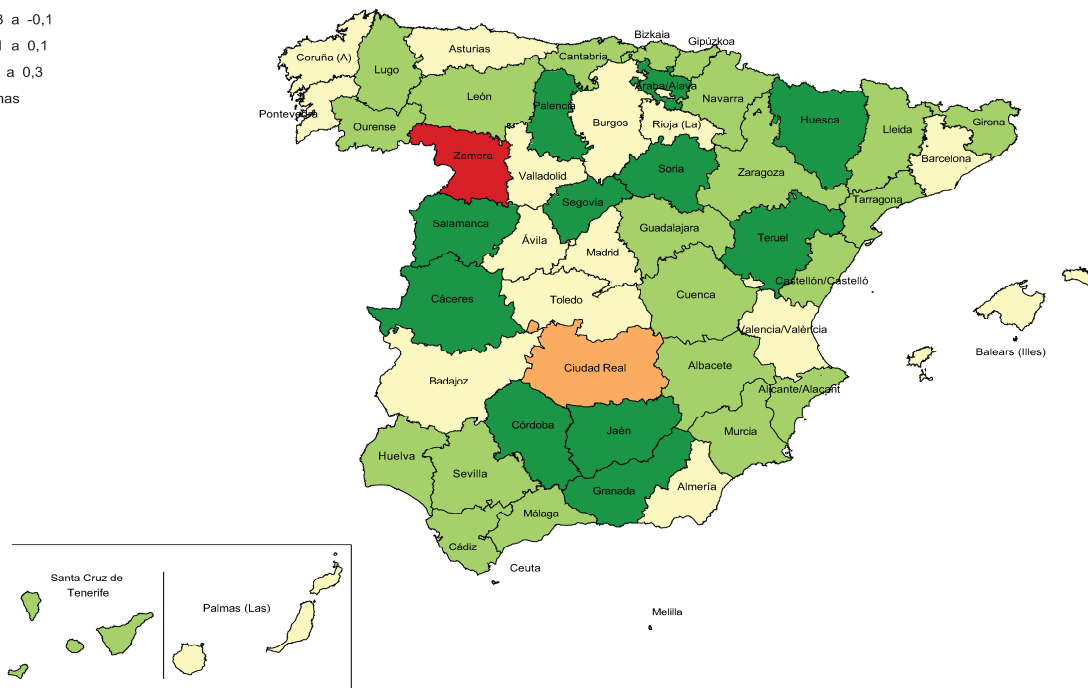 a -0,1
a 0,1
a 0,3
Bizkaia
Gipúzkoa
Coruña (A)
Asturias
Cantabria
Lugo
León
Palencia
Araba/Alava
Navarra
Huesca
Pontevedra
Ourense
Burgos
Rioja (La)
Lleida
Girona
Zamora
Valladolid
Soria
Zaragoza
Barcelona
Salamanca
Segovia
Tarragona
Ávila
Madrid
Guadalajara
Teruel
Cáceres
Toledo
Cuenca
Castellón/Castelló
Valencia/València
Balears (Illes)
Badajoz
Ciudad Real
Albacete
Alicante/Alacant
Córdoba
Jaén
Murcia
Huelva
Sevilla
Granada
Almería
Málaga
Cádiz
Ceuta
Santa Cruz de
Tenerife
Palmas (Las)
Melilla